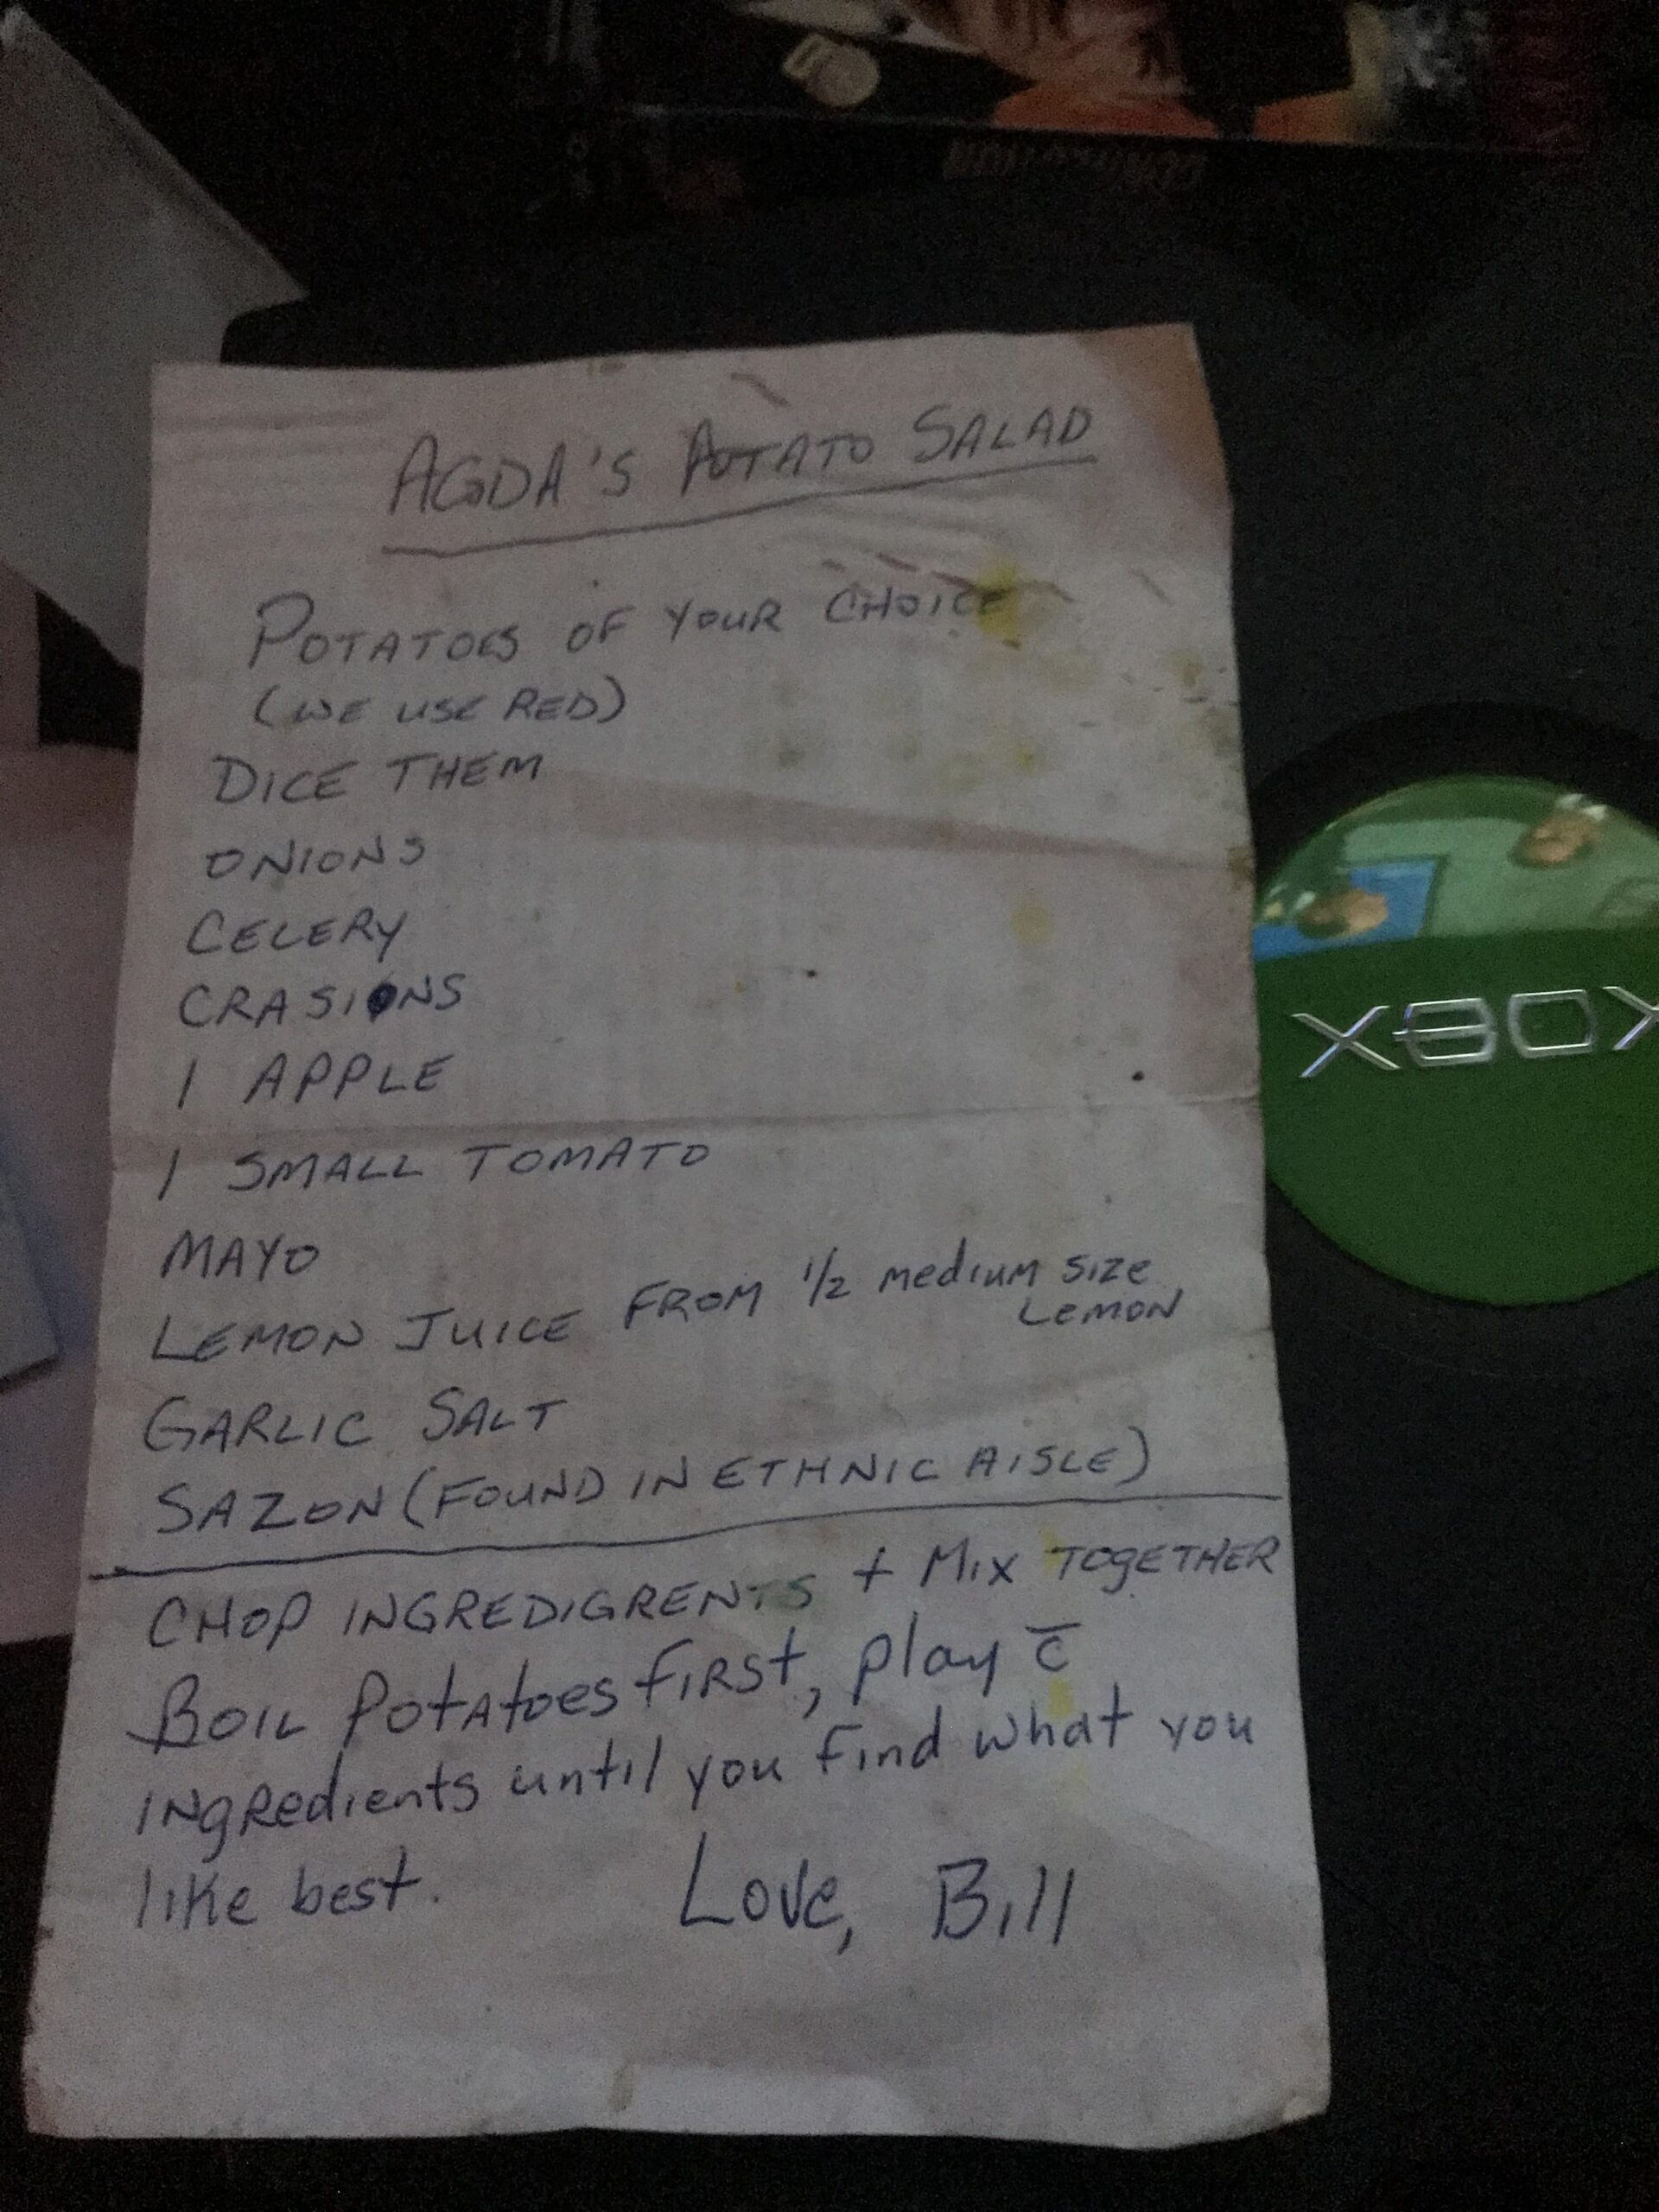 AGDA'S POTATO SALAD
POTATOES OF YOUR CHOICE
(WE USE RED)
DICE THEM
ONIONS
CELERY
CRASIONS
1 APPLE
1 SMALL TOMATO
MAYO
LEMON JUICE FROM 1/2 medium SIZE
LEMON
GARLIC SALT
SAZON (FOUND IN ETHNIC AISLE)
CHOP INGREDIGRENTS + MIX TOGETHER
BOIL POTATOES FIRST, play c̅
INgRedients until you find what you
like best.
Love, Bill
XBOX